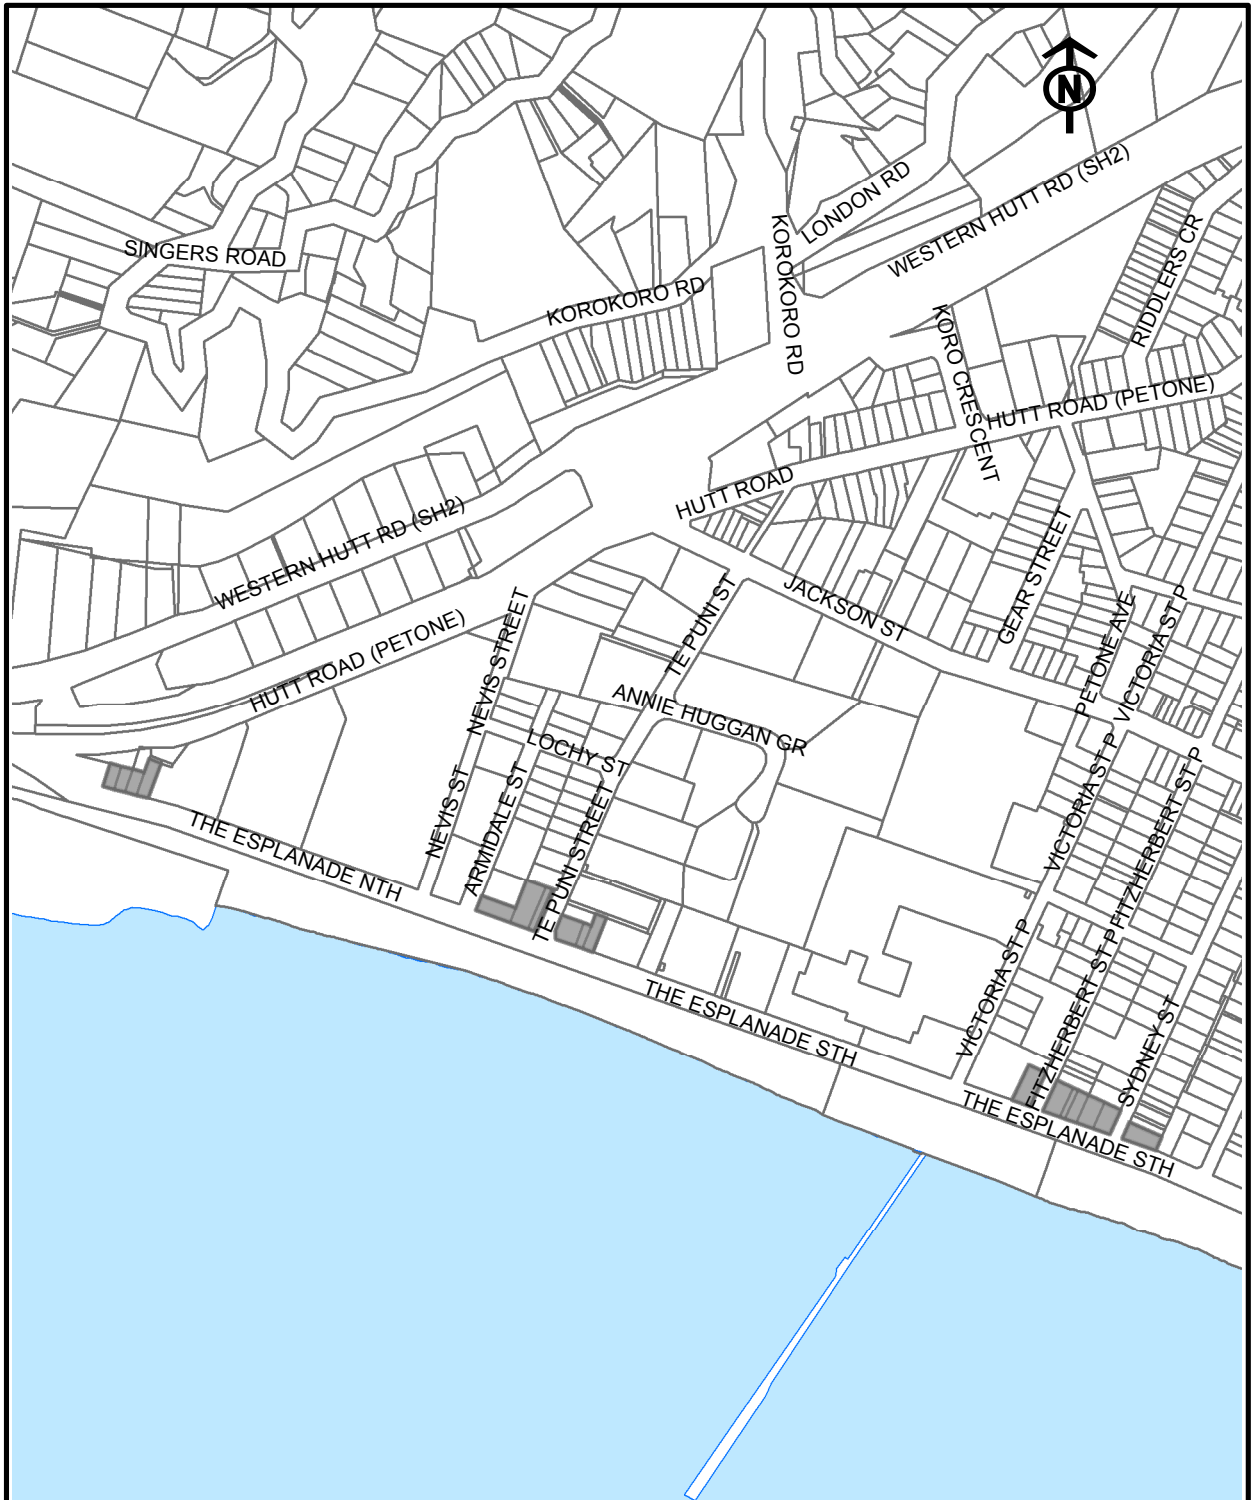 N
LONDON RD
WESTERN HUTT RD (SH2)
KOROKORO RD
RIDDLERS CR
SINGERS ROAD
KOROKORO RD
KORO CRESCENT
HUTT ROAD (PETONE)
HUTT ROAD
WESTERN HUTT RD (SH2)
GEAR STREET
JACKSON ST
TE PUNI ST
NEVIS STREET
HUTT ROAD (PETONE)
PETONE AVE
VICTORIA ST P
ANNIE HUGGAN GR
LOCHY ST
NEVIS ST
ARMIDALE ST
TE PUNI STREET
VICTORIA ST P
FITZHERBERT ST P
THE ESPLANADE NTH
VICTORIA ST P
FITZHERBERT ST P
SYDNEY ST
THE ESPLANADE STH
THE ESPLANADE STH